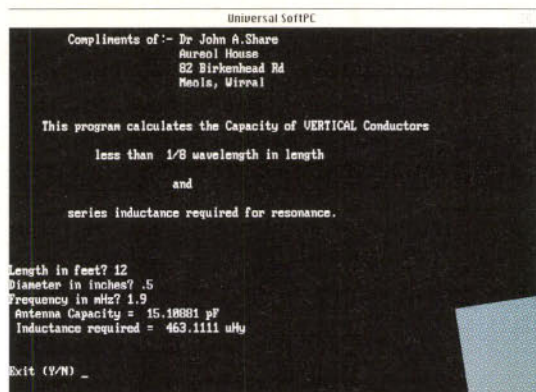 Universal SoftPC
Compliments of:- Dr John A.Share
Aureol House
82 Birkenhead Rd
Meols, Wirral
This program calculates the Capacity of VERTICAL Conductors
less than 1/8 wavelength in length
and
series inductance required for resonance.
Length in feet? 12
Diameter in inches? .5
Frequency in mHz? 1.9
Antenna Capacity = 15.10881 pF
Inductance required = 463.1111 uHy
Exit (Y/N) _